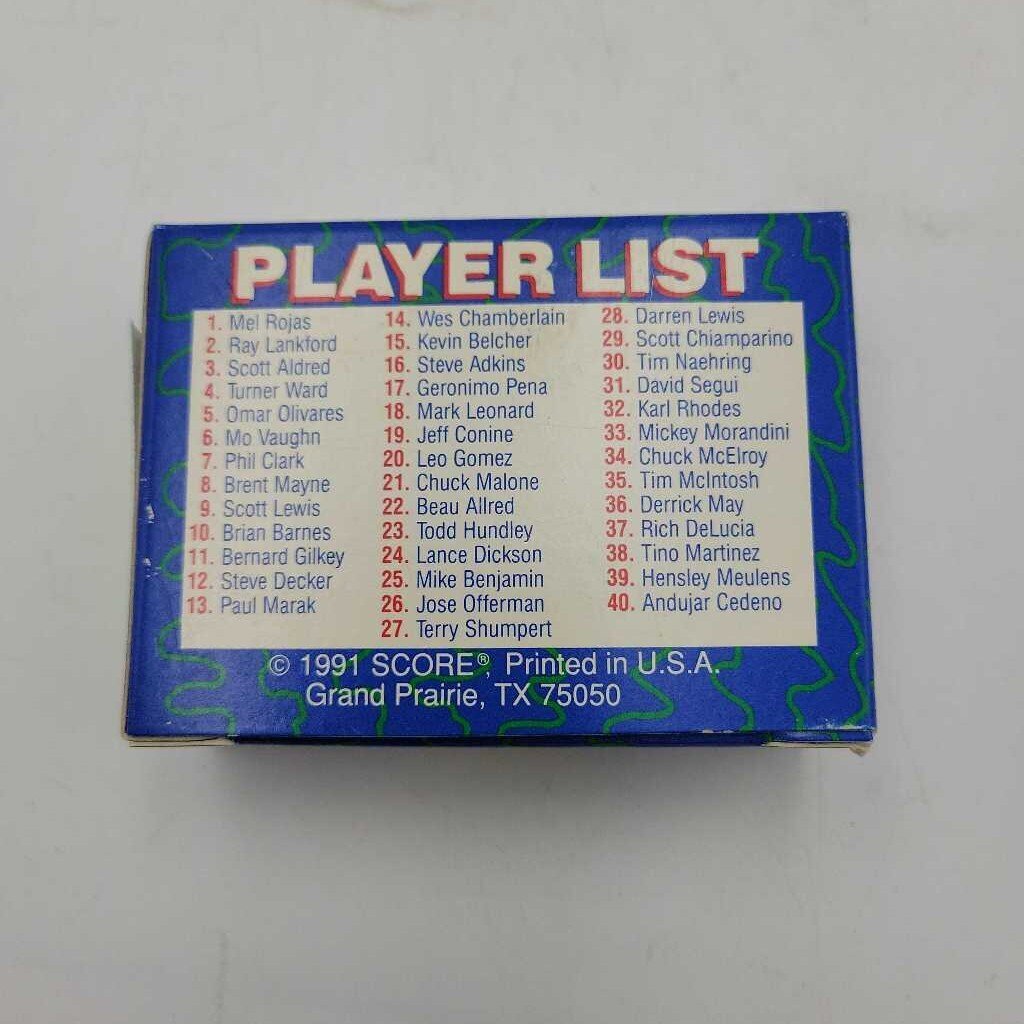 PLAYER LIST
1. Mel Rojas
2. Ray Lankford
3. Scott Aldred
4. Turner Ward
5. Omar Olivares
6. Mo Vaughn
7. Phil Clark
8. Brent Mayne
9. Scott Lewis
10. Brian Barnes
11. Bernard Gilkey
12. Steve Decker
13. Paul Marak
14. Wes Chamberlain
15. Kevin Belcher
16. Steve Adkins
17. Geronimo Pena
18. Mark Leonard
19. Jeff Conine
20. Leo Gomez
21. Chuck Malone
22. Beau Allred
23. Todd Hundley
24. Lance Dickson
25. Mike Benjamin
26. Jose Offerman
27. Terry Shumpert
28. Darren Lewis
29. Scott Chiamparino
30. Tim Naehring
31. David Segui
32. Karl Rhodes
33. Mickey Morandini
34. Chuck McElroy
35. Tim McIntosh
36. Derrick May
37. Rich DeLucia
38. Tino Martinez
39. Hensley Meulens
40. Andujar Cedeno
© 1991 SCORE®, Printed in U.S.A.
Grand Prairie, TX 75050